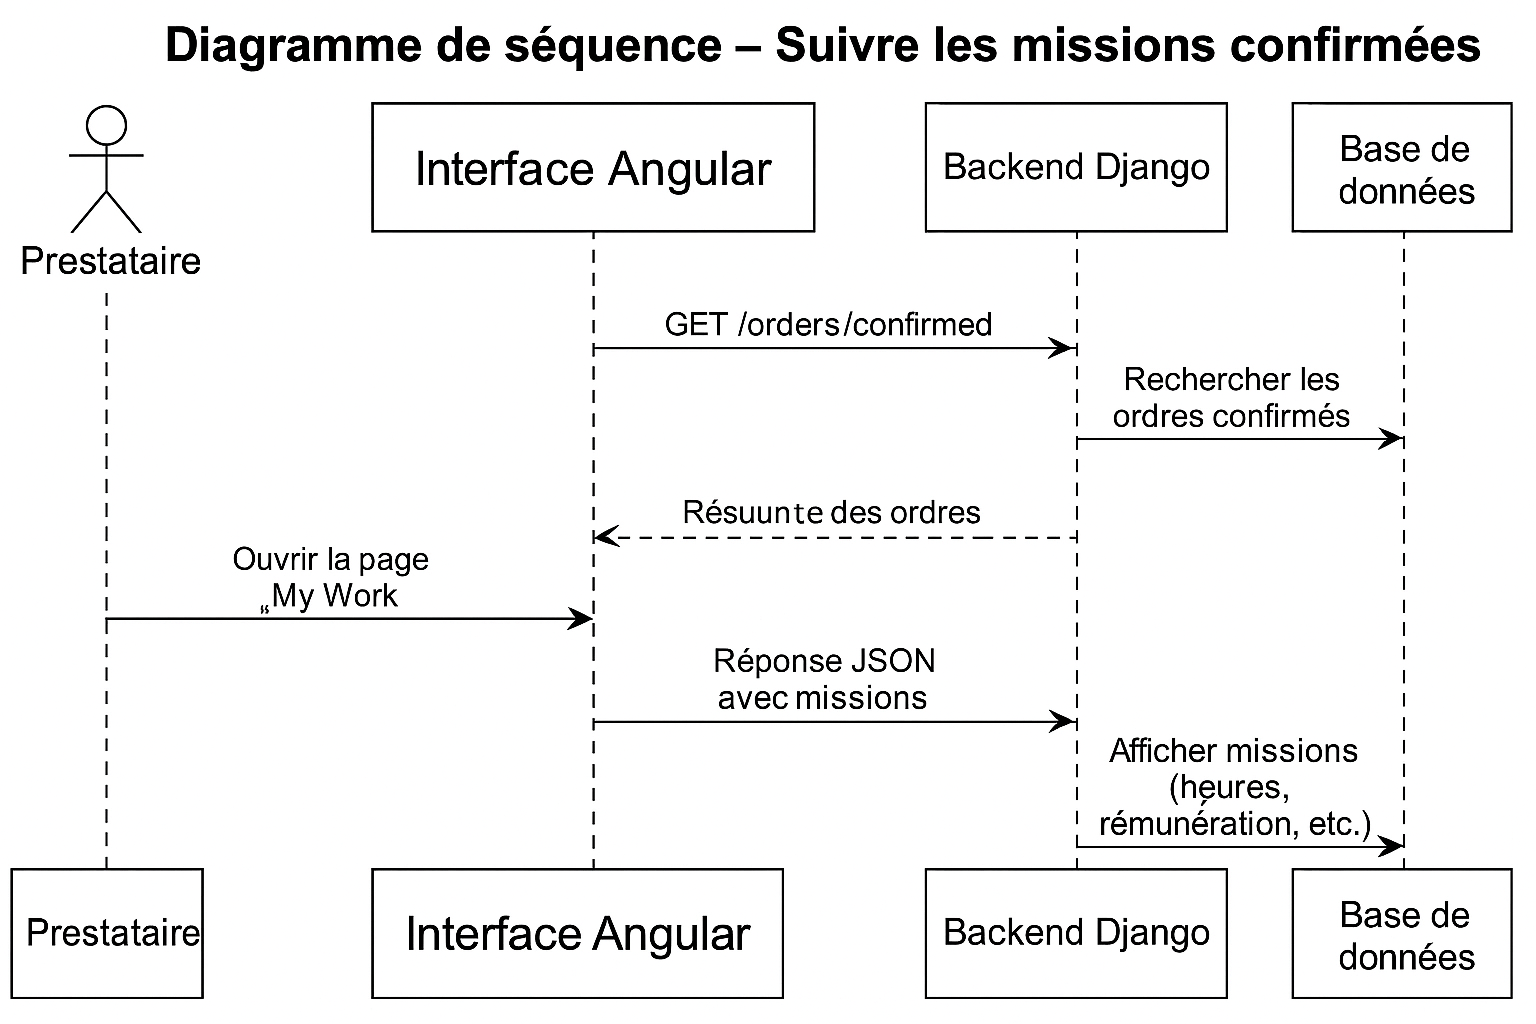 Diagramme de séquence – Suivre les missions confirmées
Prestataire
Interface Angular
Backend Django
Base de
données
GET /orders/confirmed
Rechercher les
ordres confirmés
Résuunte des ordres
Ouvrir la page
„My Work
Réponse JSON
avec missions
Afficher missions
(heures,
rémunération, etc.)
Prestataire
Interface Angular
Backend Django
Base de
données